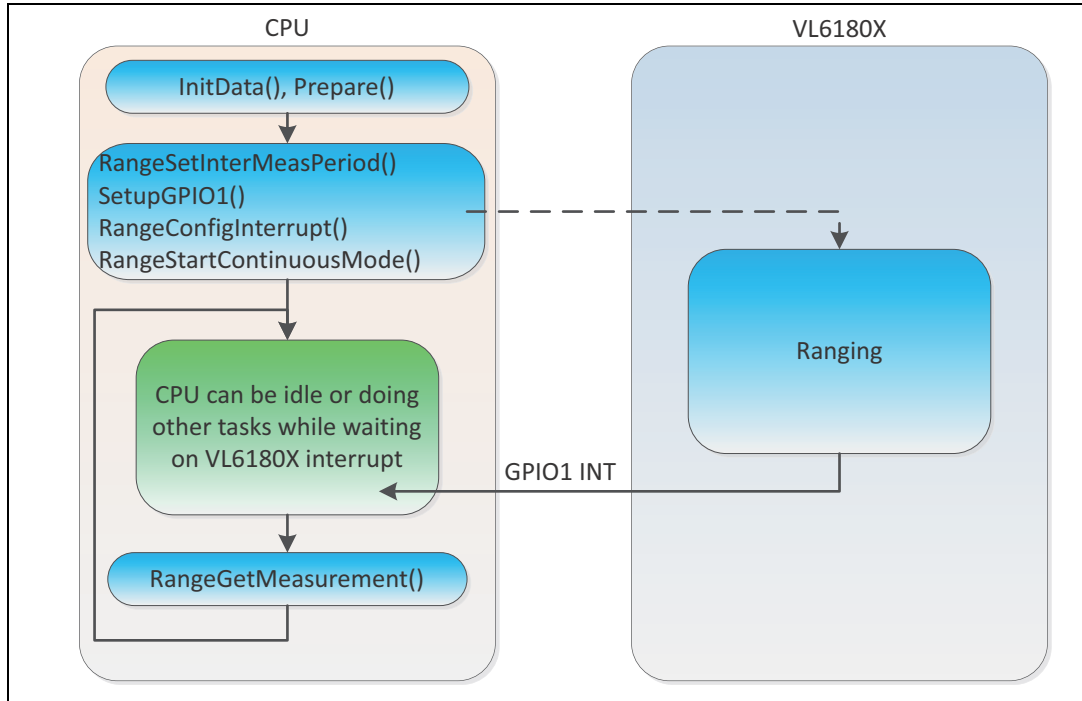 CPU
VL6180X
InitData(), Prepare()
RangeSetInterMeasPeriod()
SetupGPIO1()
RangeConfigInterrupt()
RangeStartContinuousMode()
Ranging
CPU can be idle or doing
other tasks while waiting
on VL6180X interrupt
GPIO1 INT
RangeGetMeasurement()